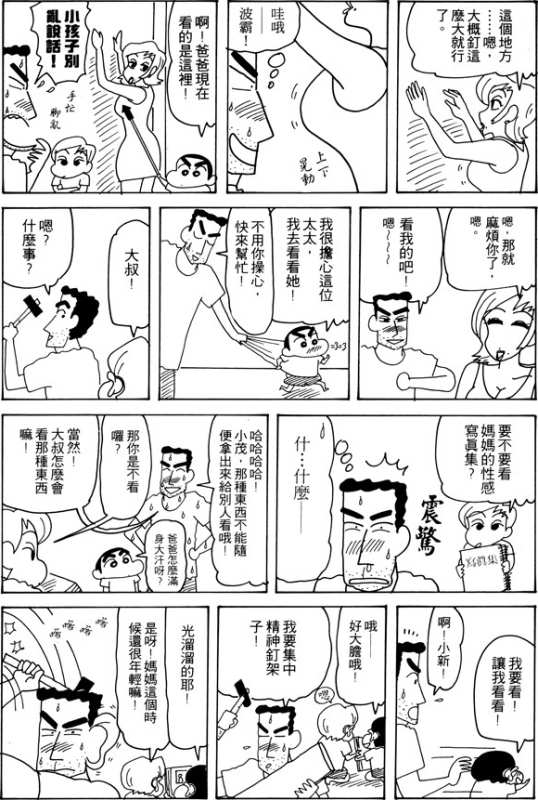 這個地方
……嗯，
大概釘這
麼大就行
了。
哇哦
──
波霸！
上下
晃動
啊！爸爸現在
看的是這裡！
小孩子別
亂說話！
手忙
腳亂
嗯，那就
麻煩你了，
嗯。
看我的吧！
嗯~~
我很擔心這位
太太，
我去看看她！
不用你操心，
快來幫忙！
大叔！
嗯？
什麼事？
要不要看
媽媽的性感
寫真集？
震驚
什…什麼──
哈哈哈哈！
小茂，那種東西不能隨
便拿出來給別人看哦！
爸爸怎麼滿
身大汗呀？
那你是不看
囉？
當然！
大叔怎麼會
看那種東西
嘛！
我要看！
讓我看看！
啊！小新！
哦──
好大膽哦！
我要集中
精神釘架
子！
光溜溜的耶！
是呀！媽媽這個時
候還很年輕嘛！